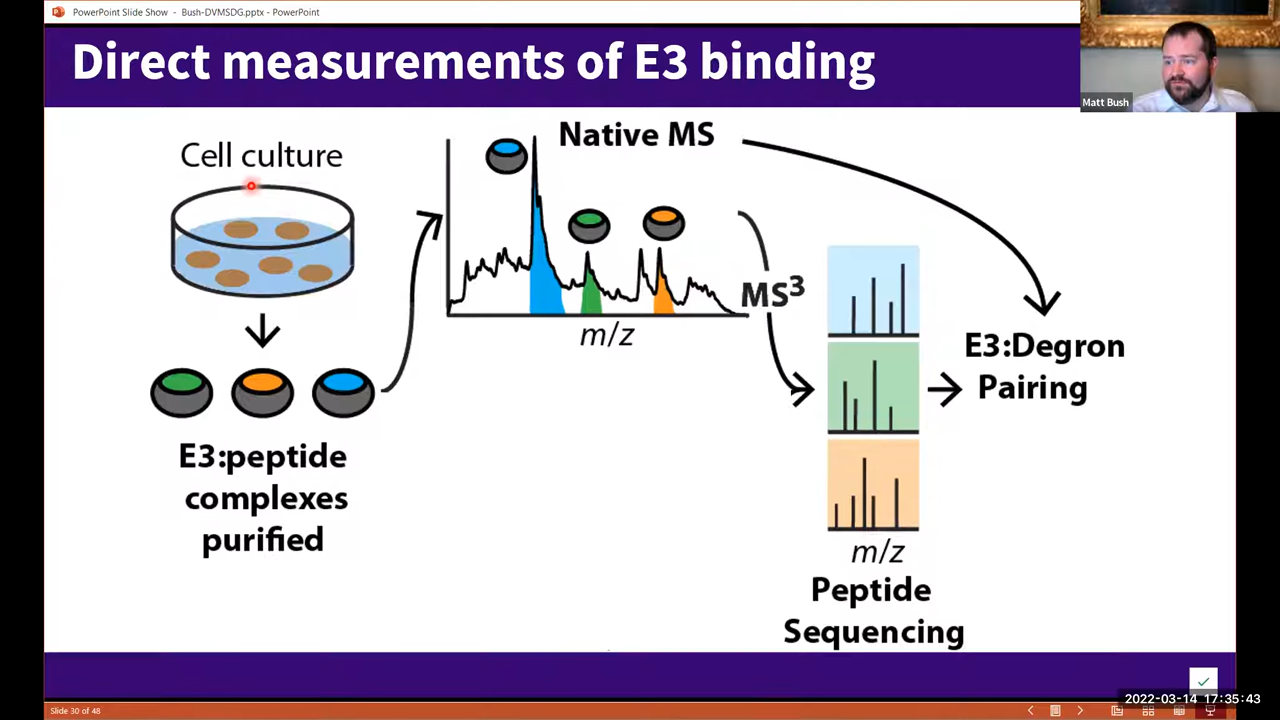 PowerPoint Slide Show - Bush-DVMSDG.pptx - PowerPoint
Direct measurements of E3 binding
Matt Bush
Cell culture
Native MS
m/z
MS³
E3:Degron
Pairing
E3:peptide
complexes
purified
m/z
Peptide
Sequencing
2022-03-14 17:35:43
Slide 30 of 48